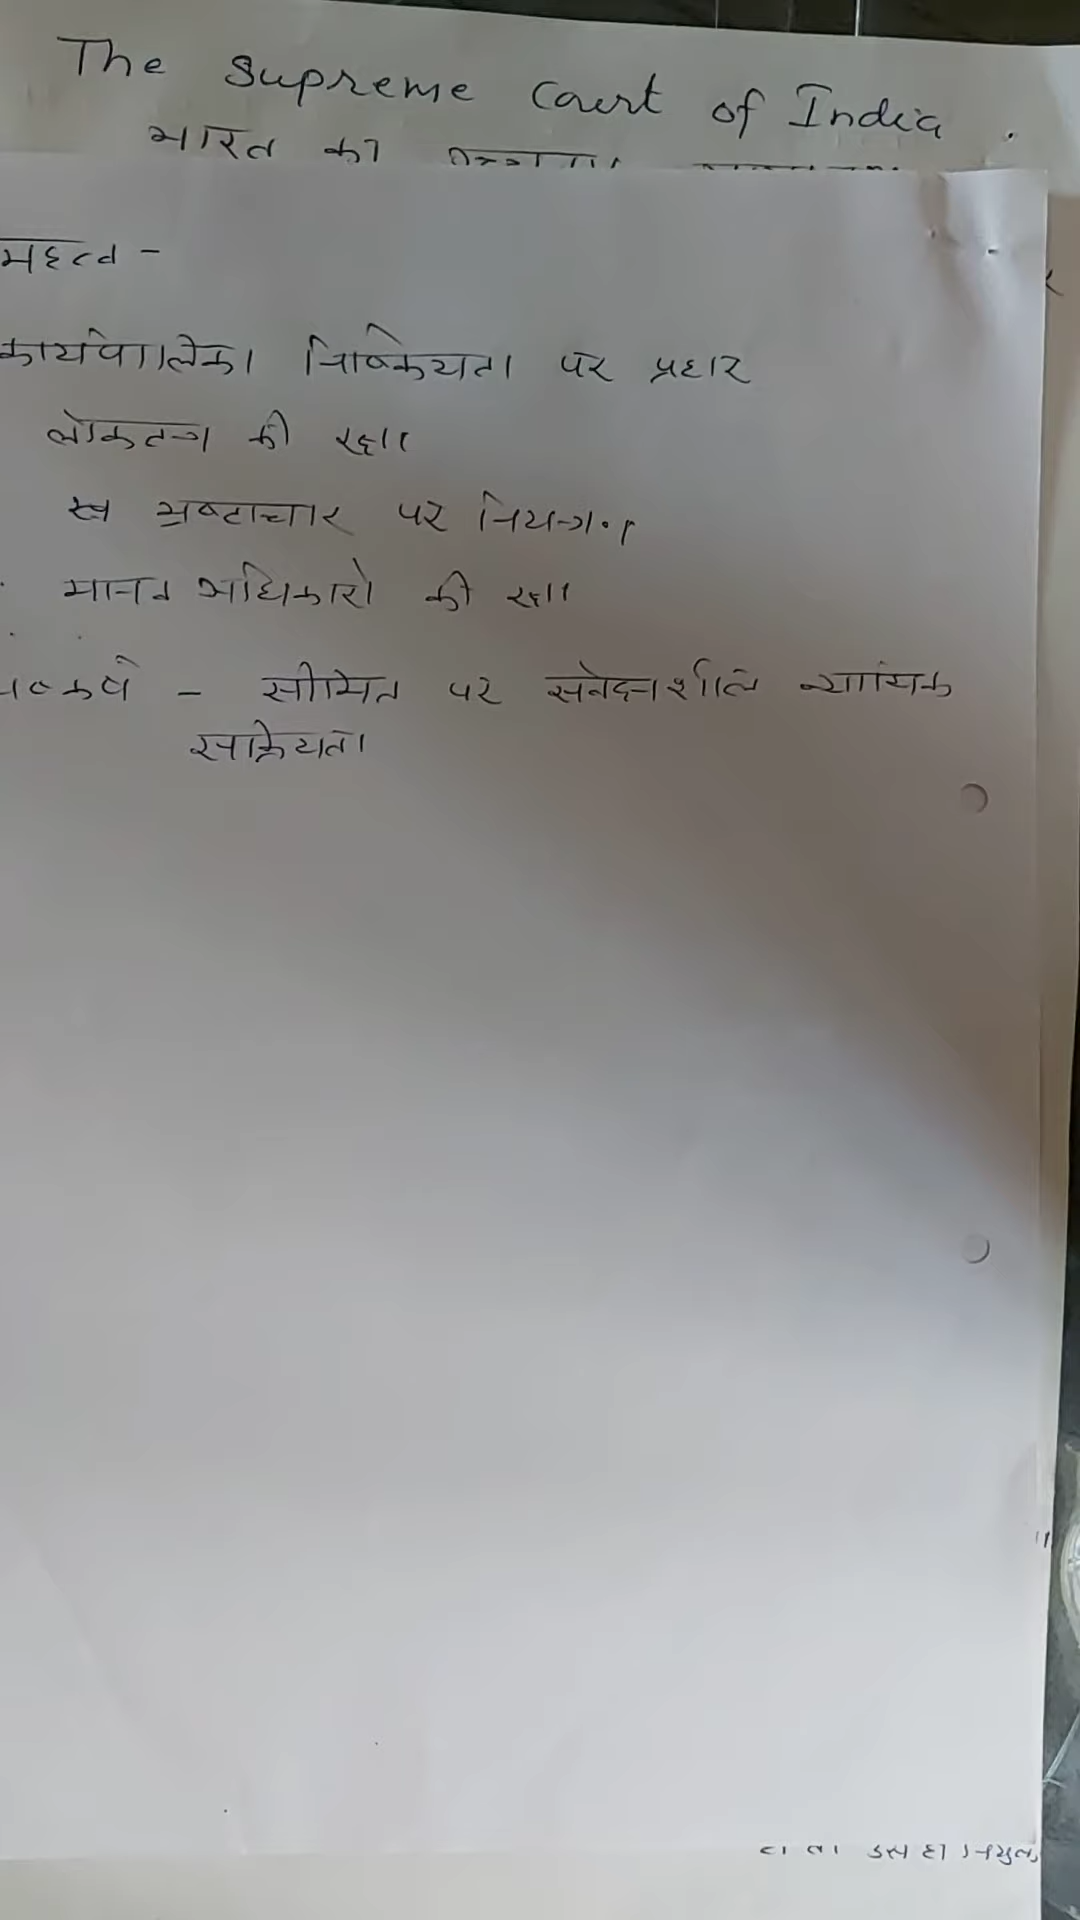 The Supreme Court of India .
भारत का
महत्व -
कार्यपालिका निष्क्रियता पर प्रहार
लोकतन्त्र की रक्षा
भ्रष्टाचार पर नियन्त्रण
मानव अधिकारो की रक्षा
- सीमित पर संवेदनशील न्यायिक
सक्रियता